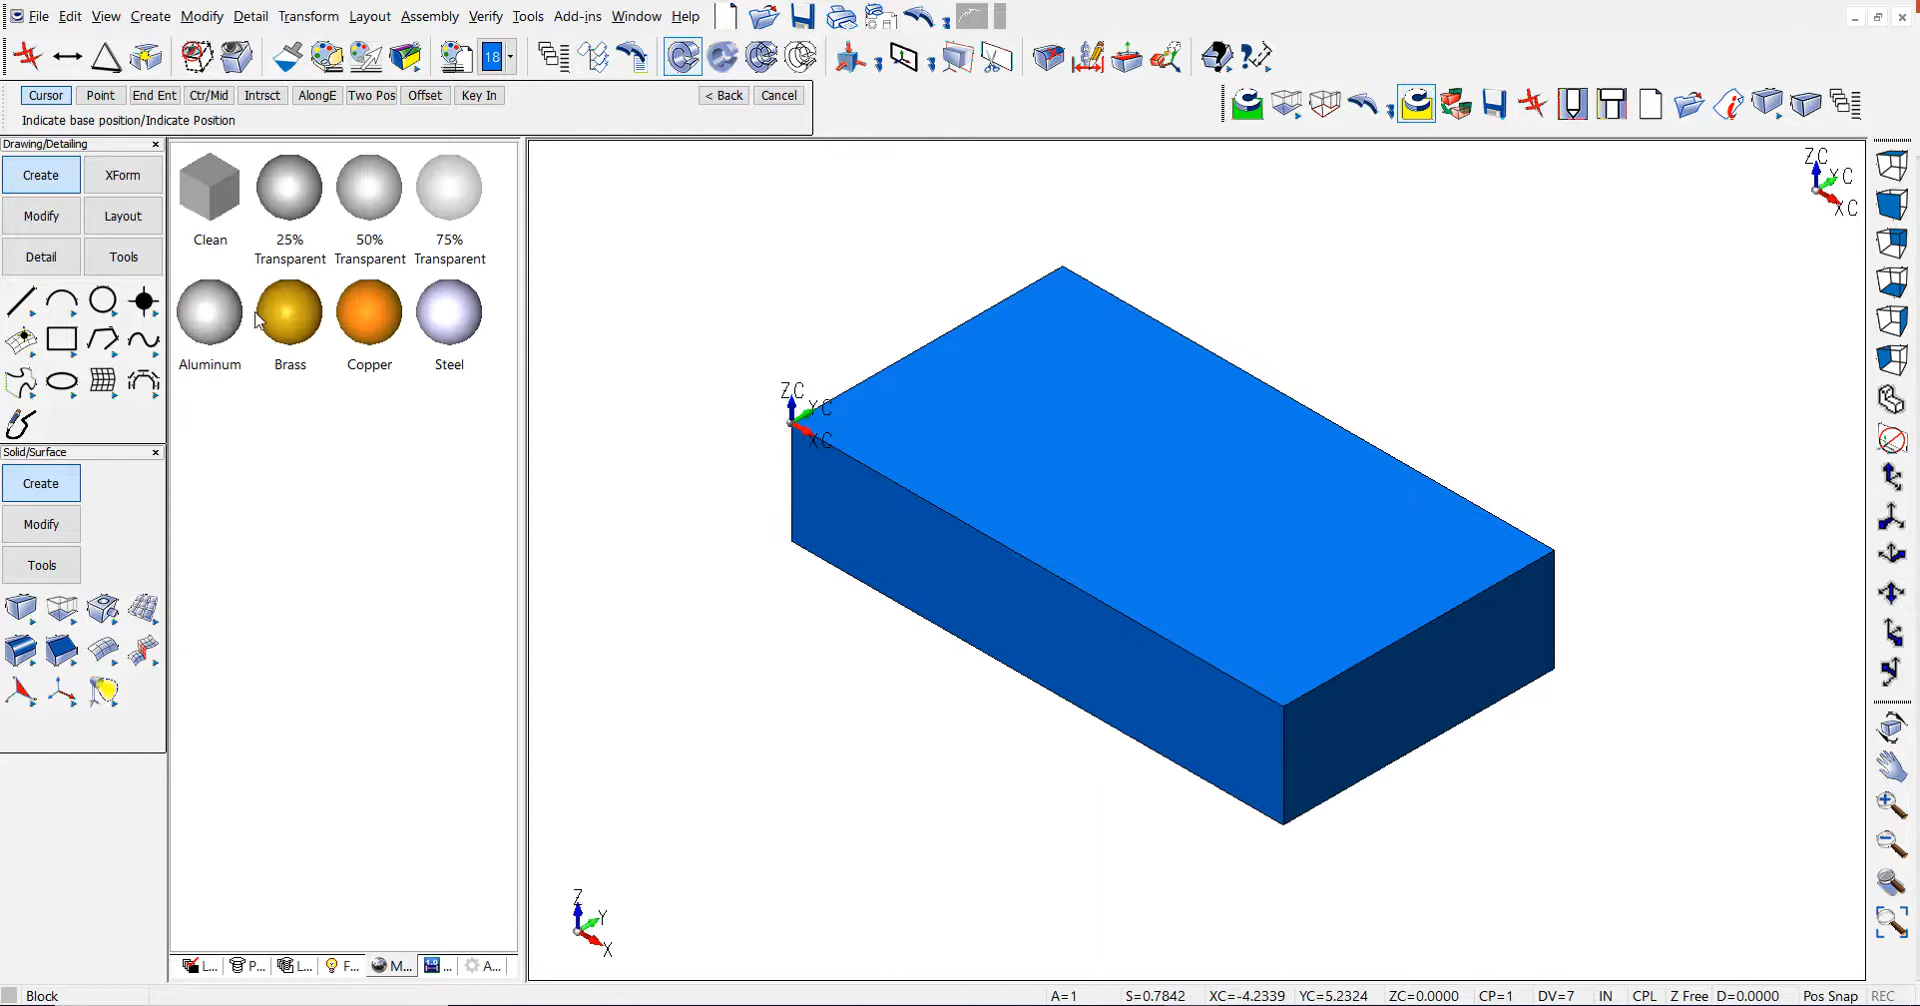 File Edit View Create Modify Detail Transform Layout Assembly Verify Tools Add-ins Window Help
18
Cursor Point End Ent Ctr/Mid Intrsct AlongE Two Pos Offset Key In < Back Cancel
Indicate base position/Indicate Position
Drawing/Detailing
Create XForm
Modify Layout
Detail Tools
Solid/Surface
Create
Modify
Tools
Clean 25% Transparent 50% Transparent 75% Transparent
Aluminum Brass Copper Steel
ZC YC XC
ZC YC XC
Z Y X
L... P... L... F... M... 1.0 ... A...
Block A=1 S=0.7842 XC=-4.2339 YC=5.2324 ZC=0.0000 CP=1 DV=7 IN CPL Z Free D=0.0000 Pos Snap REC